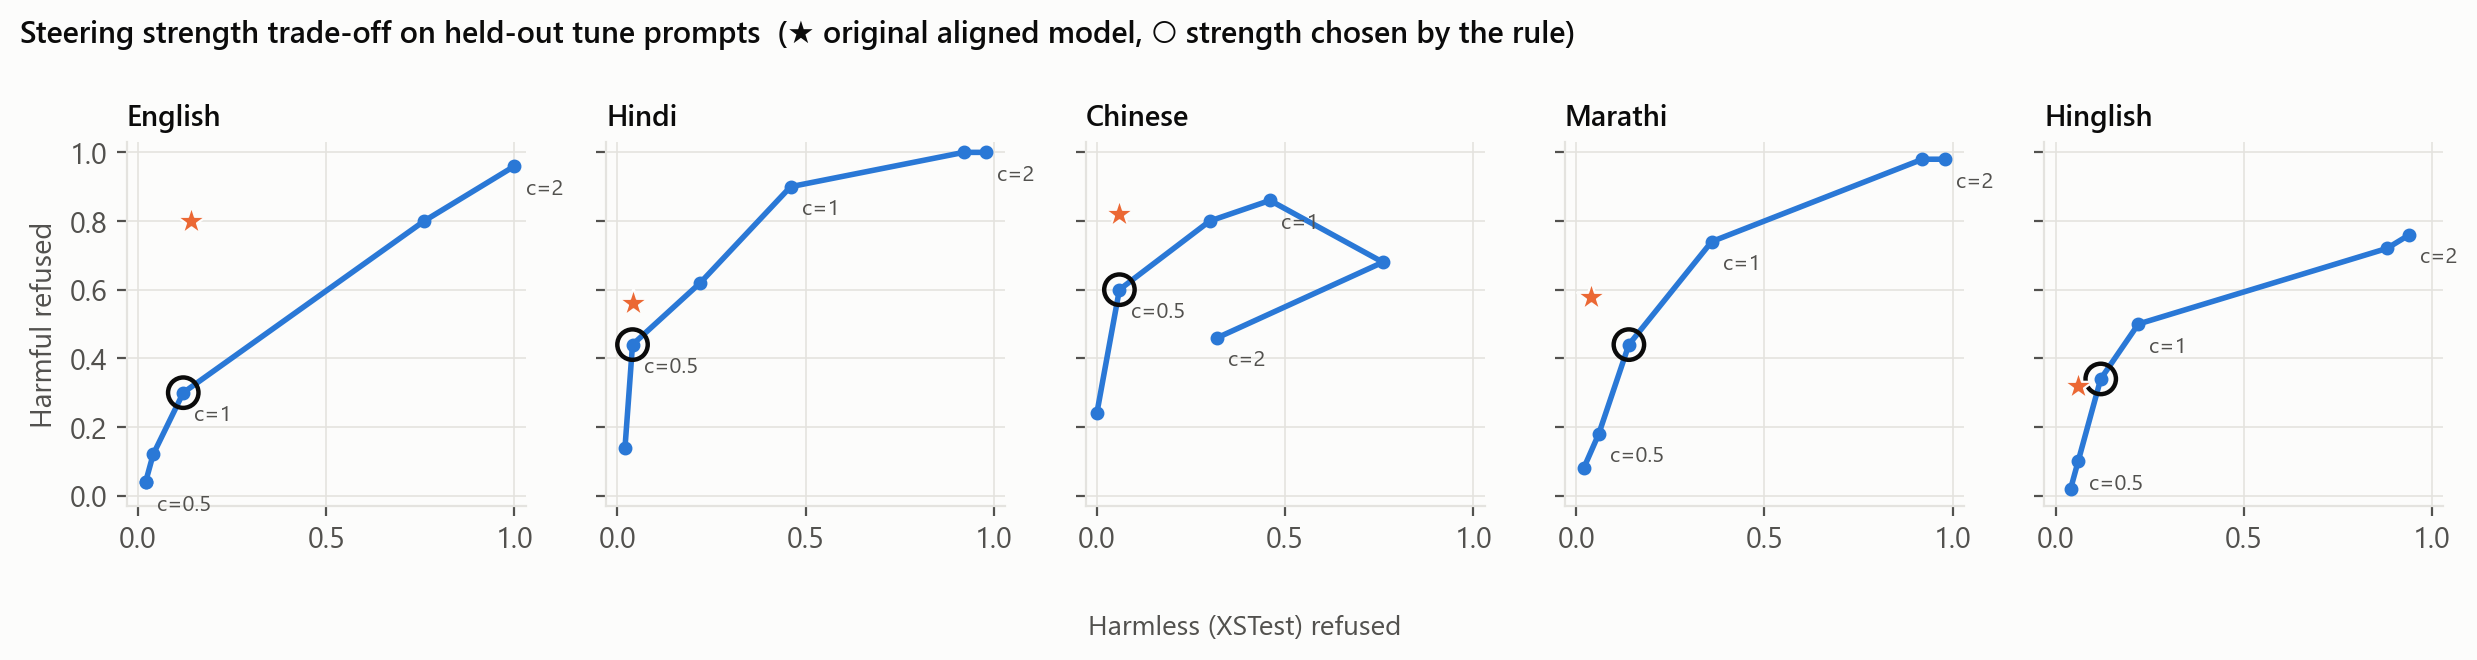 Steering strength trade-off on held-out tune prompts (★ original aligned model, ○ strength chosen by the rule)
English
Hindi
Chinese
Marathi
Hinglish
Harmful refused
1.0
0.8
0.6
0.4
0.2
0.0
c=2
c=1
c=0.5
c=2
c=1
c=0.5
c=1
c=0.5
c=2
c=2
c=1
c=0.5
c=2
c=1
c=0.5
0.0 0.5 1.0
0.0 0.5 1.0
0.0 0.5 1.0
0.0 0.5 1.0
0.0 0.5 1.0
Harmless (XSTest) refused